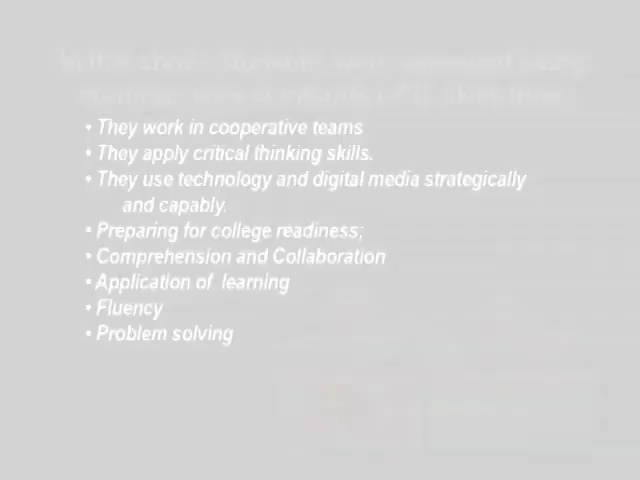 • They work in cooperative teams
• They apply critical thinking skills.
• They use technology and digital media strategically
and capably.
• Preparing for college readiness;
• Comprehension and Collaboration
• Application of  learning
• Fluency
• Problem solving